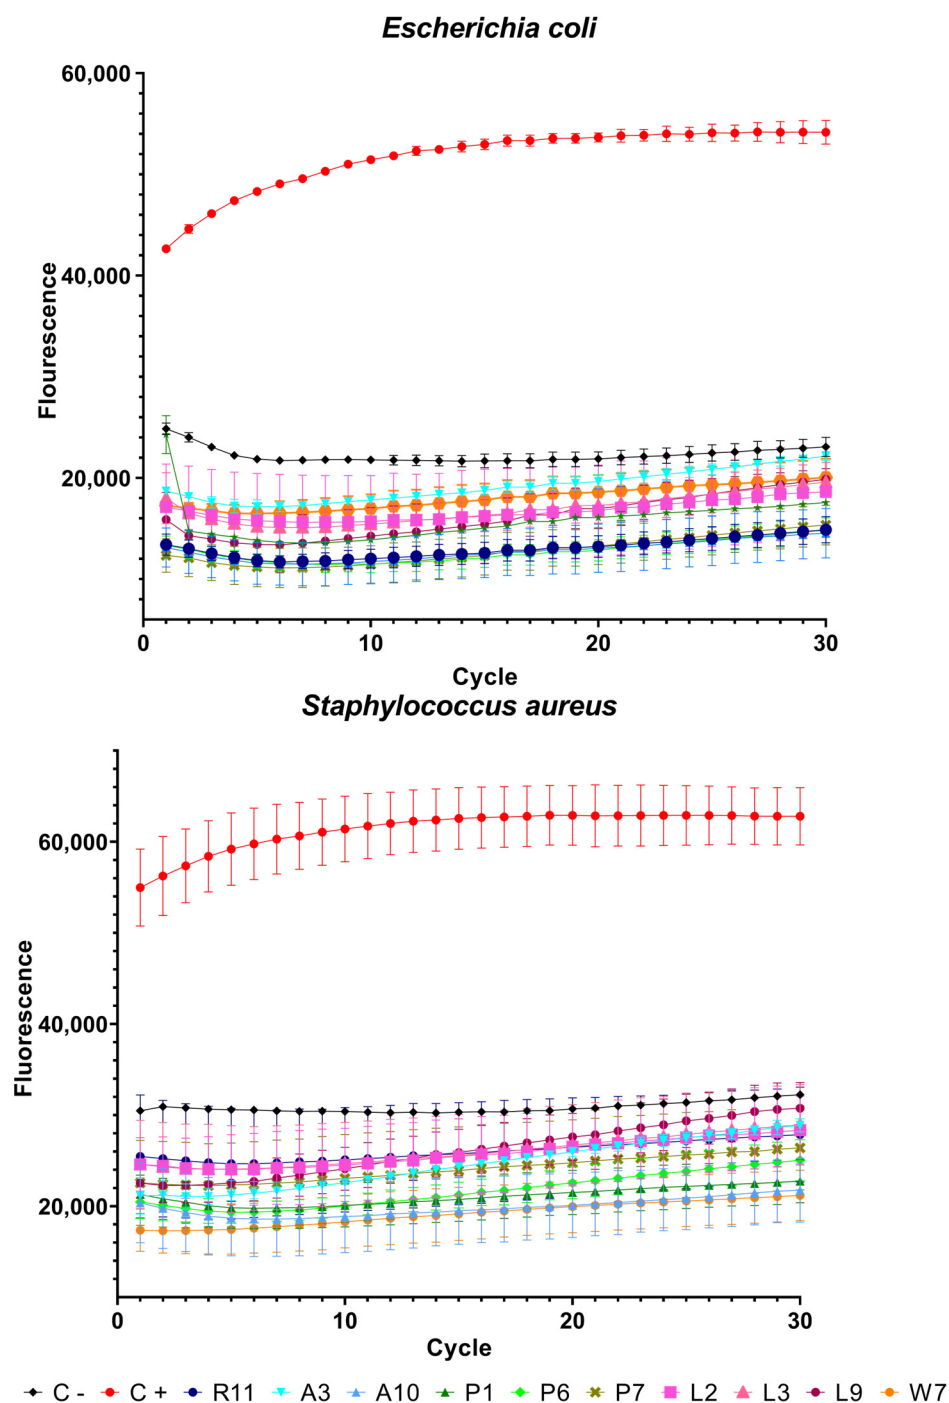 Escherichia coli
60,000
40,000
20,000
Flourescence
0 10 20 30
Cycle
Staphylococcus aureus
60,000
40,000
20,000
Fluorescence
0 10 20 30
Cycle
C - C + R11 A3 A10 P1 P6 P7 L2 L3 L9 W7